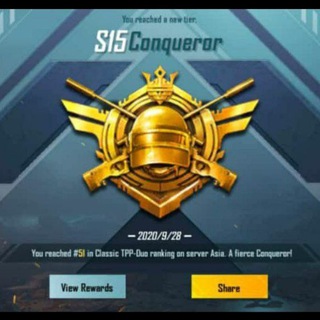 You reached a new tier.
S15 Conqueror
— 2020/9/28 —
You reached #51 in Classic TPP-Duo ranking on server Asia. A fierce Conqueror!
View Rewards
Share